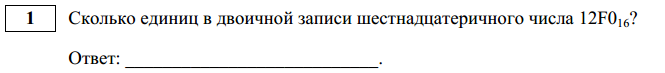 1 Сколько единиц в двоичной записи шестнадцатеричного числа 12F0₁₆?
Ответ: ___________________________.